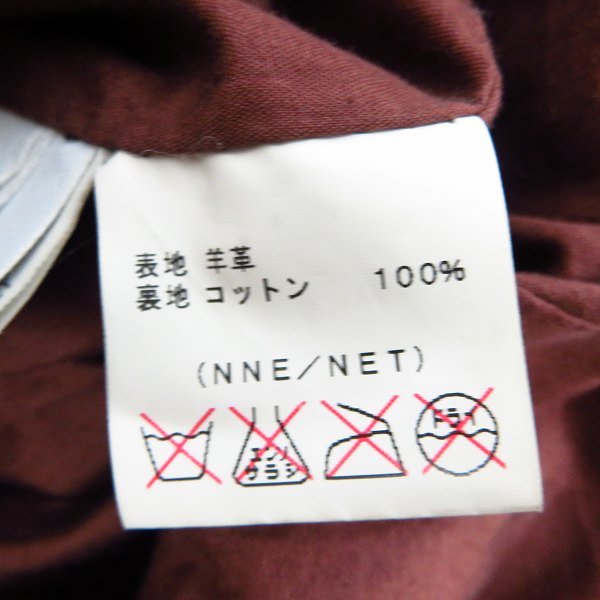 表地 羊革
裏地 コットン 100%
(NNE/NET)
エンソ
サラシ
ドライ